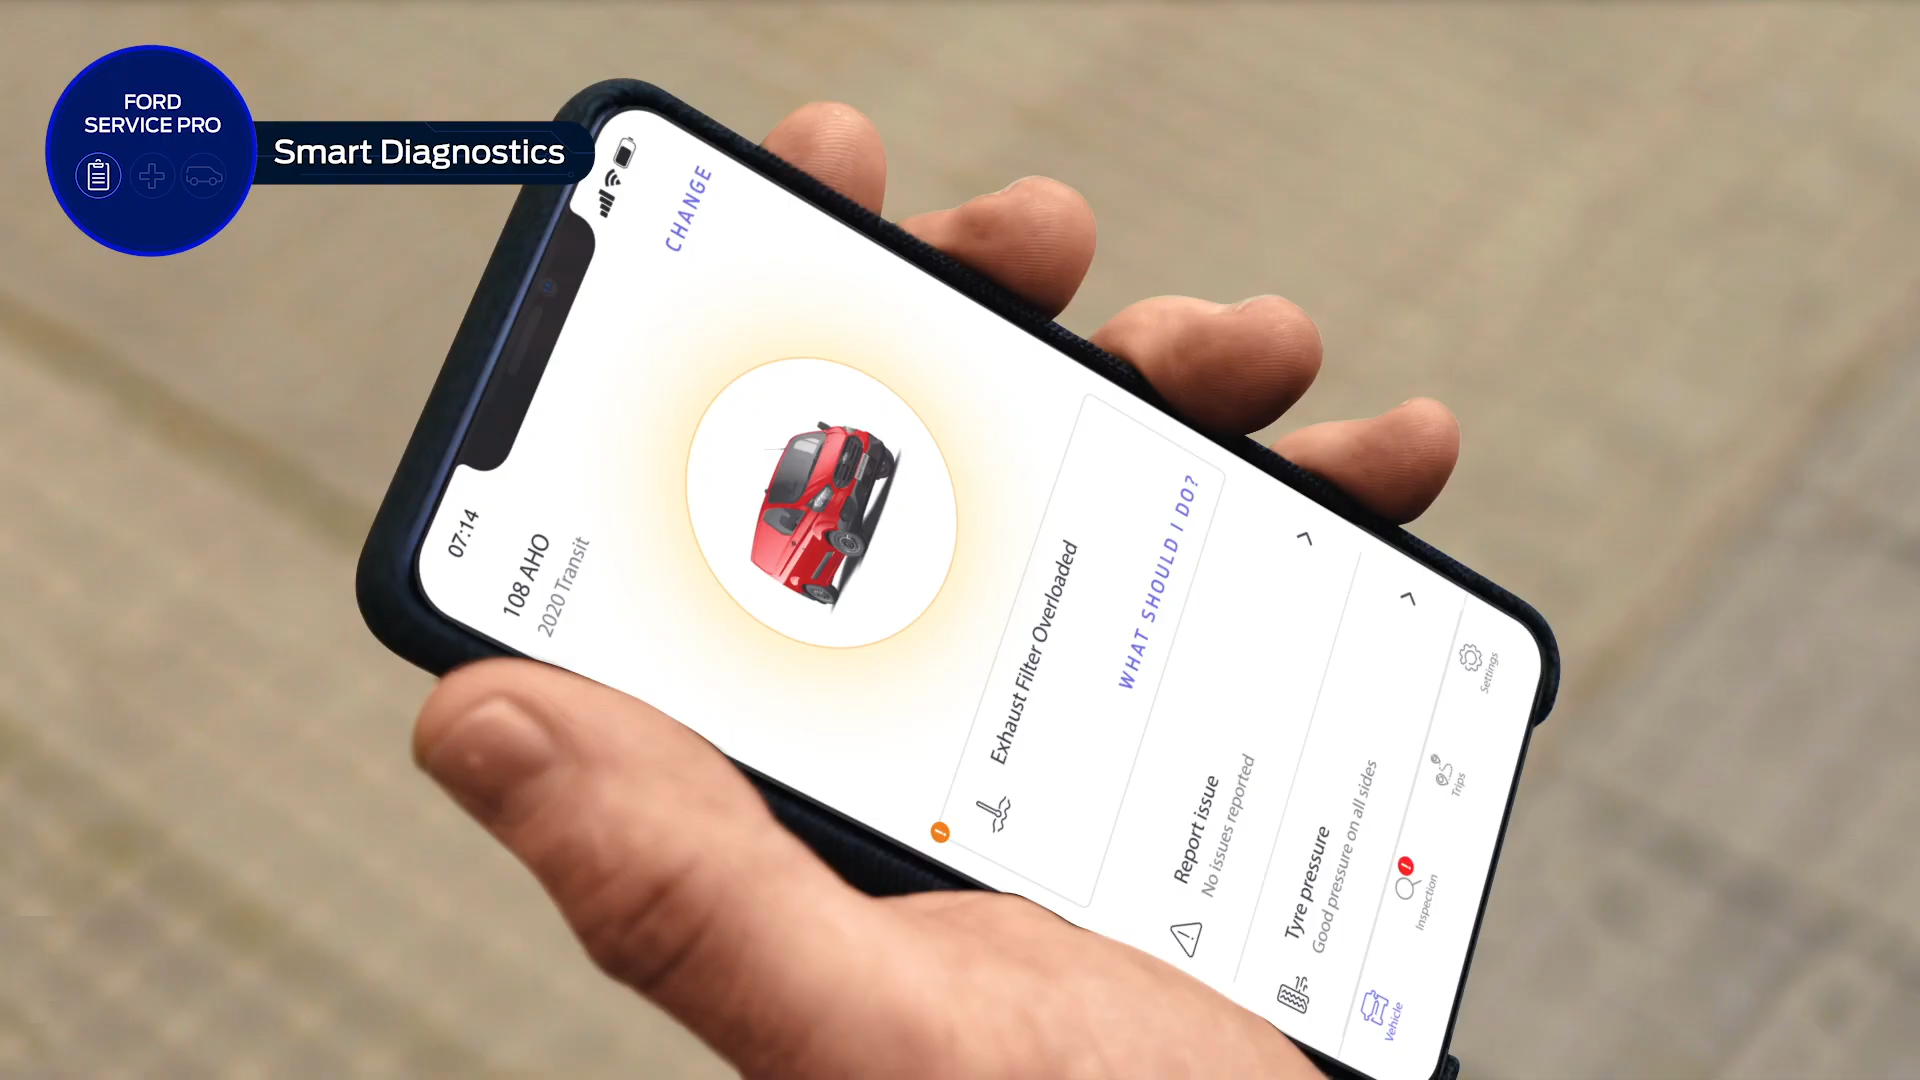 FORD
SERVICE PRO
Smart Diagnostics
07:14
108 AHO
2020 Transit
CHANGE
Exhaust Filter Overloaded
WHAT SHOULD I DO?
Report issue
No issues reported
Tyre pressure
Good pressure on all sides
Vehicle
Inspection
Trips
Settings